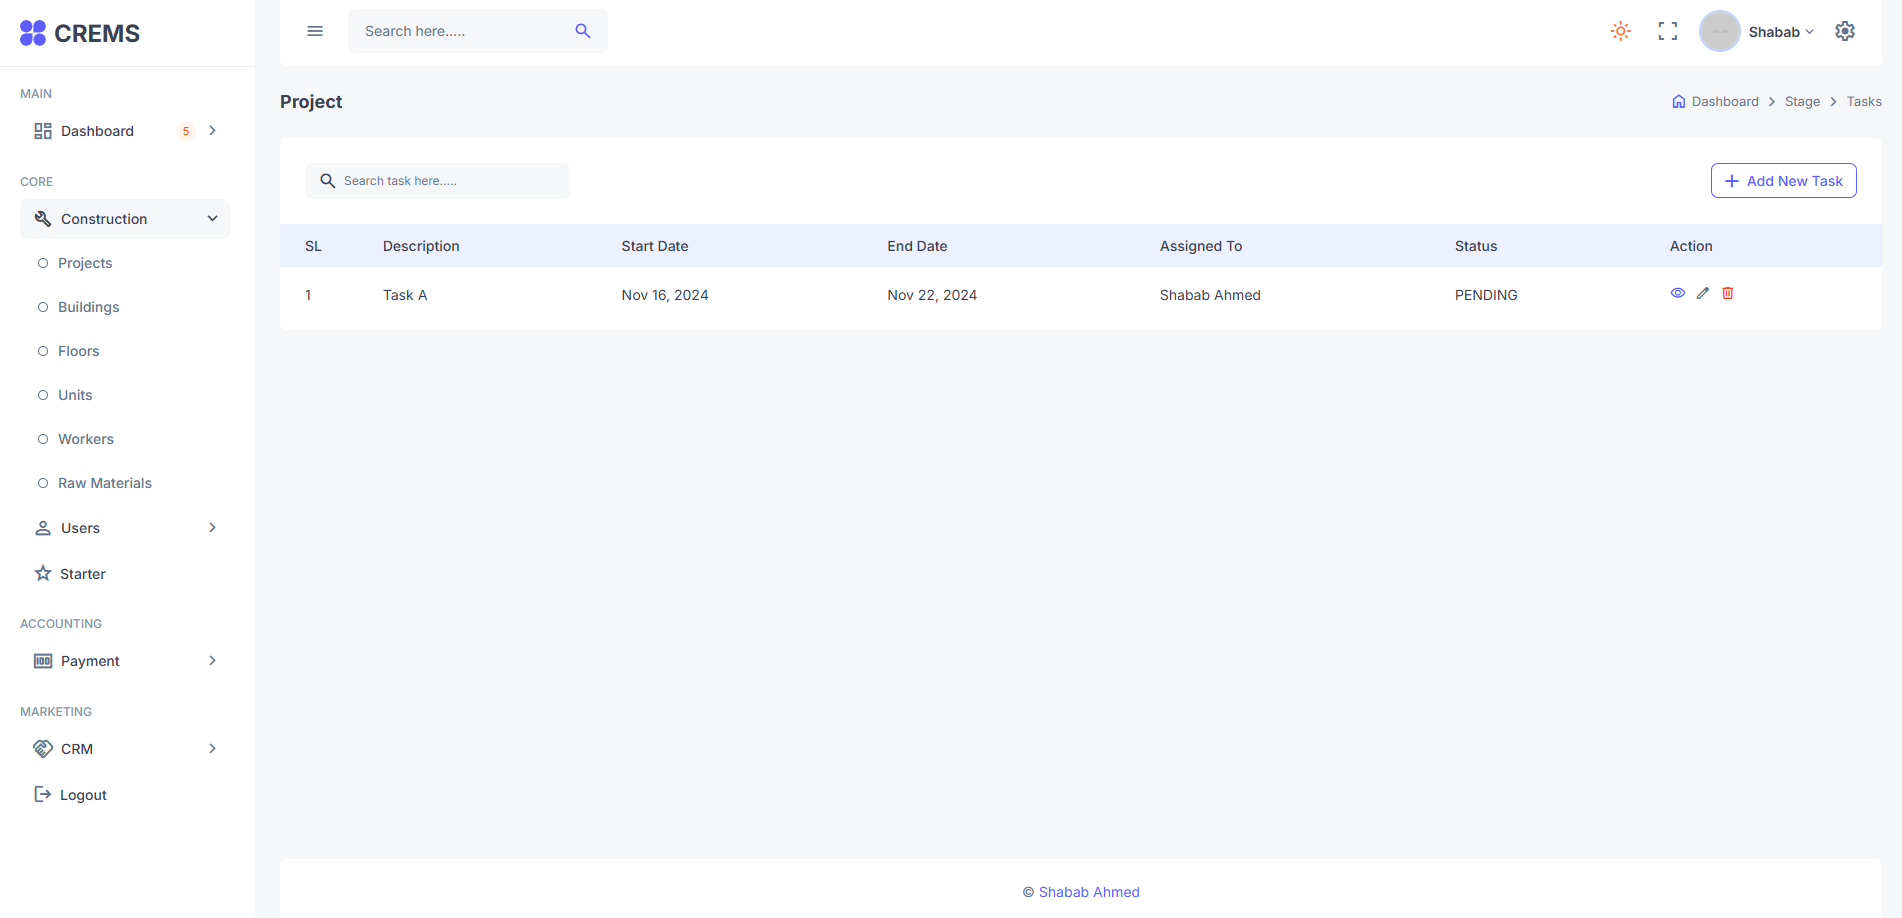 CREMS
Search here.....
Shabab
MAIN
Dashboard 5
CORE
Construction
Projects
Buildings
Floors
Units
Workers
Raw Materials
Users
Starter
ACCOUNTING
Payment
MARKETING
CRM
Logout
Project
Dashboard Stage Tasks
Search task here.....
Add New Task
SL Description Start Date End Date Assigned To Status Action
1 Task A Nov 16, 2024 Nov 22, 2024 Shabab Ahmed PENDING
© Shabab Ahmed